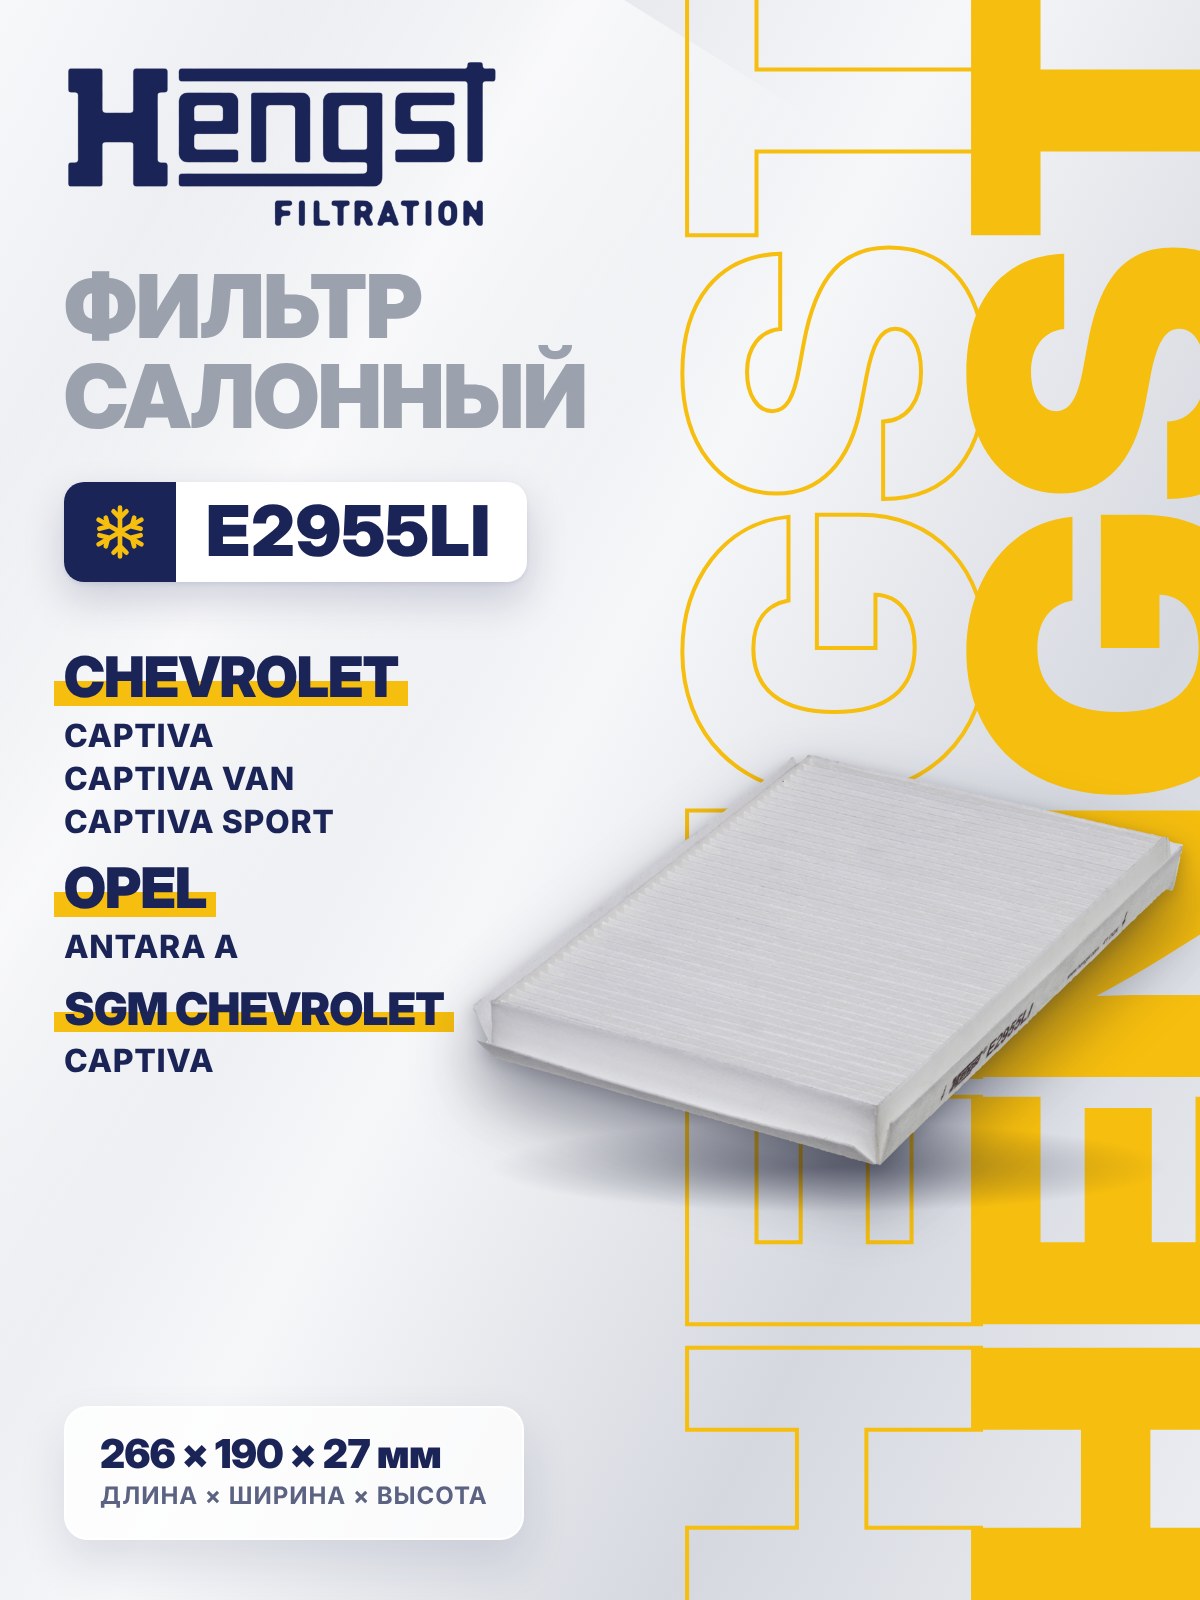 Hengst
FILTRATION
ФИЛЬТР
САЛОННЫЙ
E2955LI
CHEVROLET
CAPTIVA
CAPTIVA VAN
CAPTIVA SPORT
OPEL
ANTARA A
SGM CHEVROLET
CAPTIVA
266 × 190 × 27 мм
ДЛИНА × ШИРИНА × ВЫСОТА
HENGST
HENGST
E2955LI